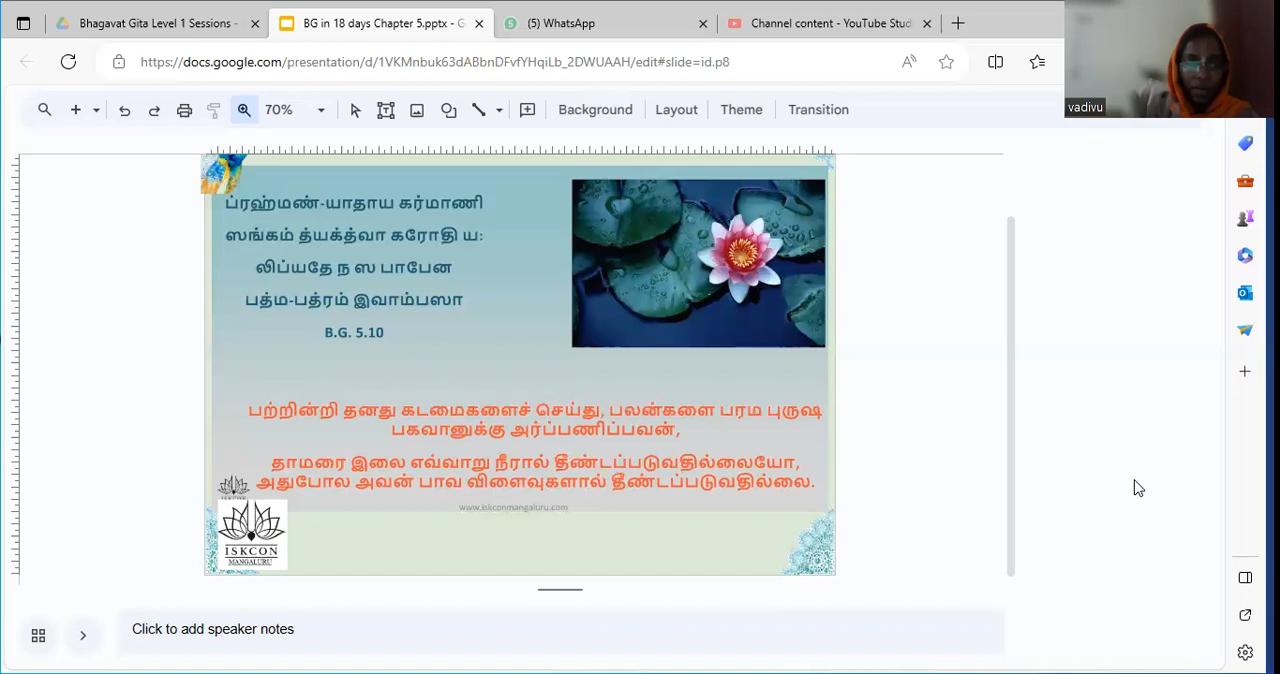 Bhagavat Gita Level 1 Sessions -
BG in 18 days Chapter 5.pptx - G
(5) WhatsApp
Channel content - YouTube Stud
https://docs.google.com/presentation/d/1VKMnbuk63dABbnDFvfYHqiLb_2DWUAAH/edit#slide=id.p8
vadivu
70%
Background
Layout
Theme
Transition
ப்ரஹ்மண்-யாதாய கர்மாணி
ஸங்கம் த்யக்த்வா கரோதி ய:
லிப்யதே ந ஸ பாபேன
பத்ம-பத்ரம் இவாம்பஸா
B.G. 5.10
பற்றின்றி தனது கடமைகளைச் செய்து, பலன்களை பரம புருஷ
பகவானுக்கு அர்ப்பணிப்பவன்,
தாமரை இலை எவ்வாறு நீரால் தீண்டப்படுவதில்லையோ,
அதுபோல அவன் பாவ விளைவுகளால் தீண்டப்படுவதில்லை.
www.iskconmangaluru.com
ISKCON
MANGALURU
Click to add speaker notes